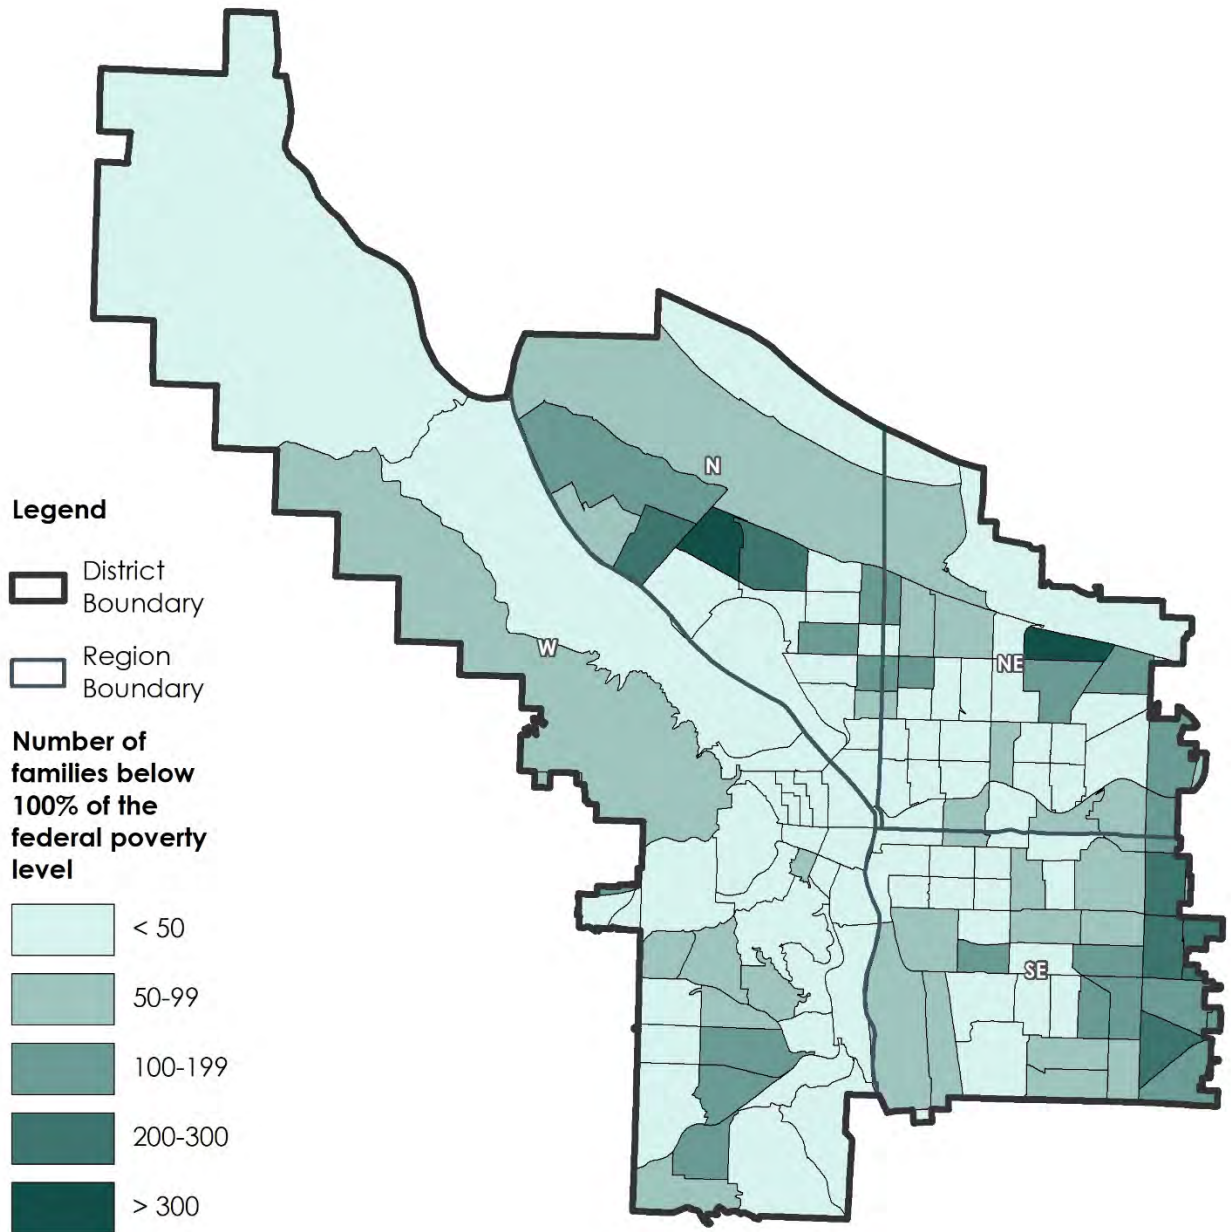 N
W
NE
SE
Legend
District
Boundary
Region
Boundary
Number of
families below
100% of the
federal poverty
level
< 50
50-99
100-199
200-300
> 300